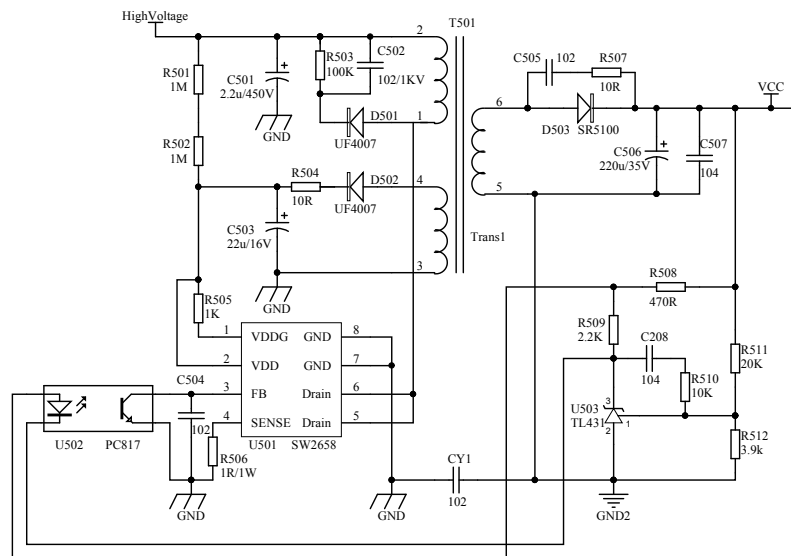 HighVoltage
2
T501
R501
1M
C501
2.2u/450V
+
GND
R503
100K
C502
102/1KV
D501
UF4007
1
C505
102
R507
10R
VCC
6
D503
SR5100
C506
220u/35V
+
C507
104
5
R502
1M
R504
10R
D502
UF4007
4
C503
22u/16V
+
3
GND
Trans1
R505
1K
1
VDDG
GND
8
2
VDD
GND
7
3
FB
Drain
6
4
SENSE
Drain
5
U501
SW2658
C504
102
U502
PC817
R506
1R/1W
GND
GND
CY1
102
R508
470R
R509
2.2K
C208
104
R510
10K
R511
20K
U503
TL431
3
1
2
R512
3.9k
GND2